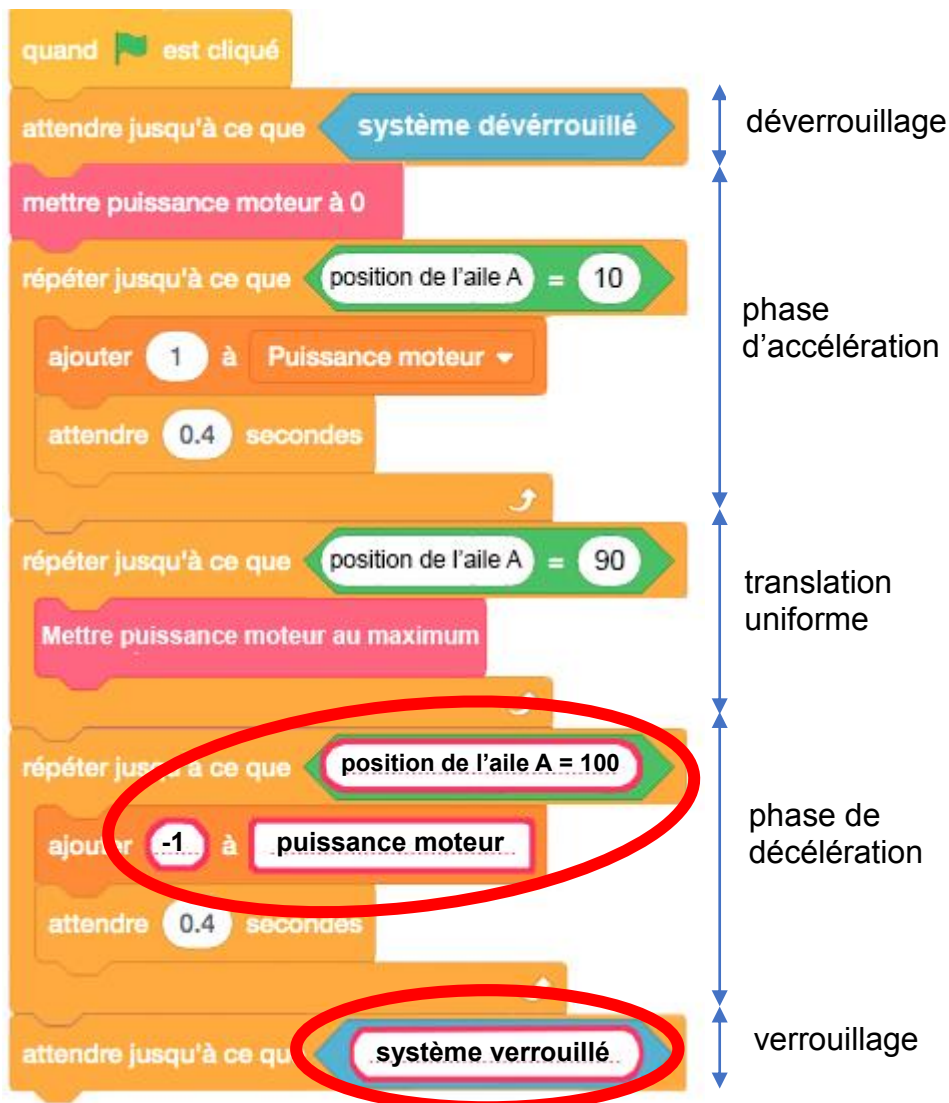 quand est cliqué
attendre jusqu'à ce que système dévérrouillé
déverrouillage
mettre puissance moteur à 0
répéter jusqu'à ce que position de l'aile A = 10
ajouter 1 à Puissance moteur
attendre 0.4 secondes
phase
d'accélération
répéter jusqu'à ce que position de l'aile A = 90
Mettre puissance moteur au maximum
translation
uniforme
répéter jusqu'à ce que position de l'aile A = 100
ajouter -1 à puissance moteur
attendre 0.4 secondes
phase de
décélération
attendre jusqu'à ce que système verrouillé
verrouillage